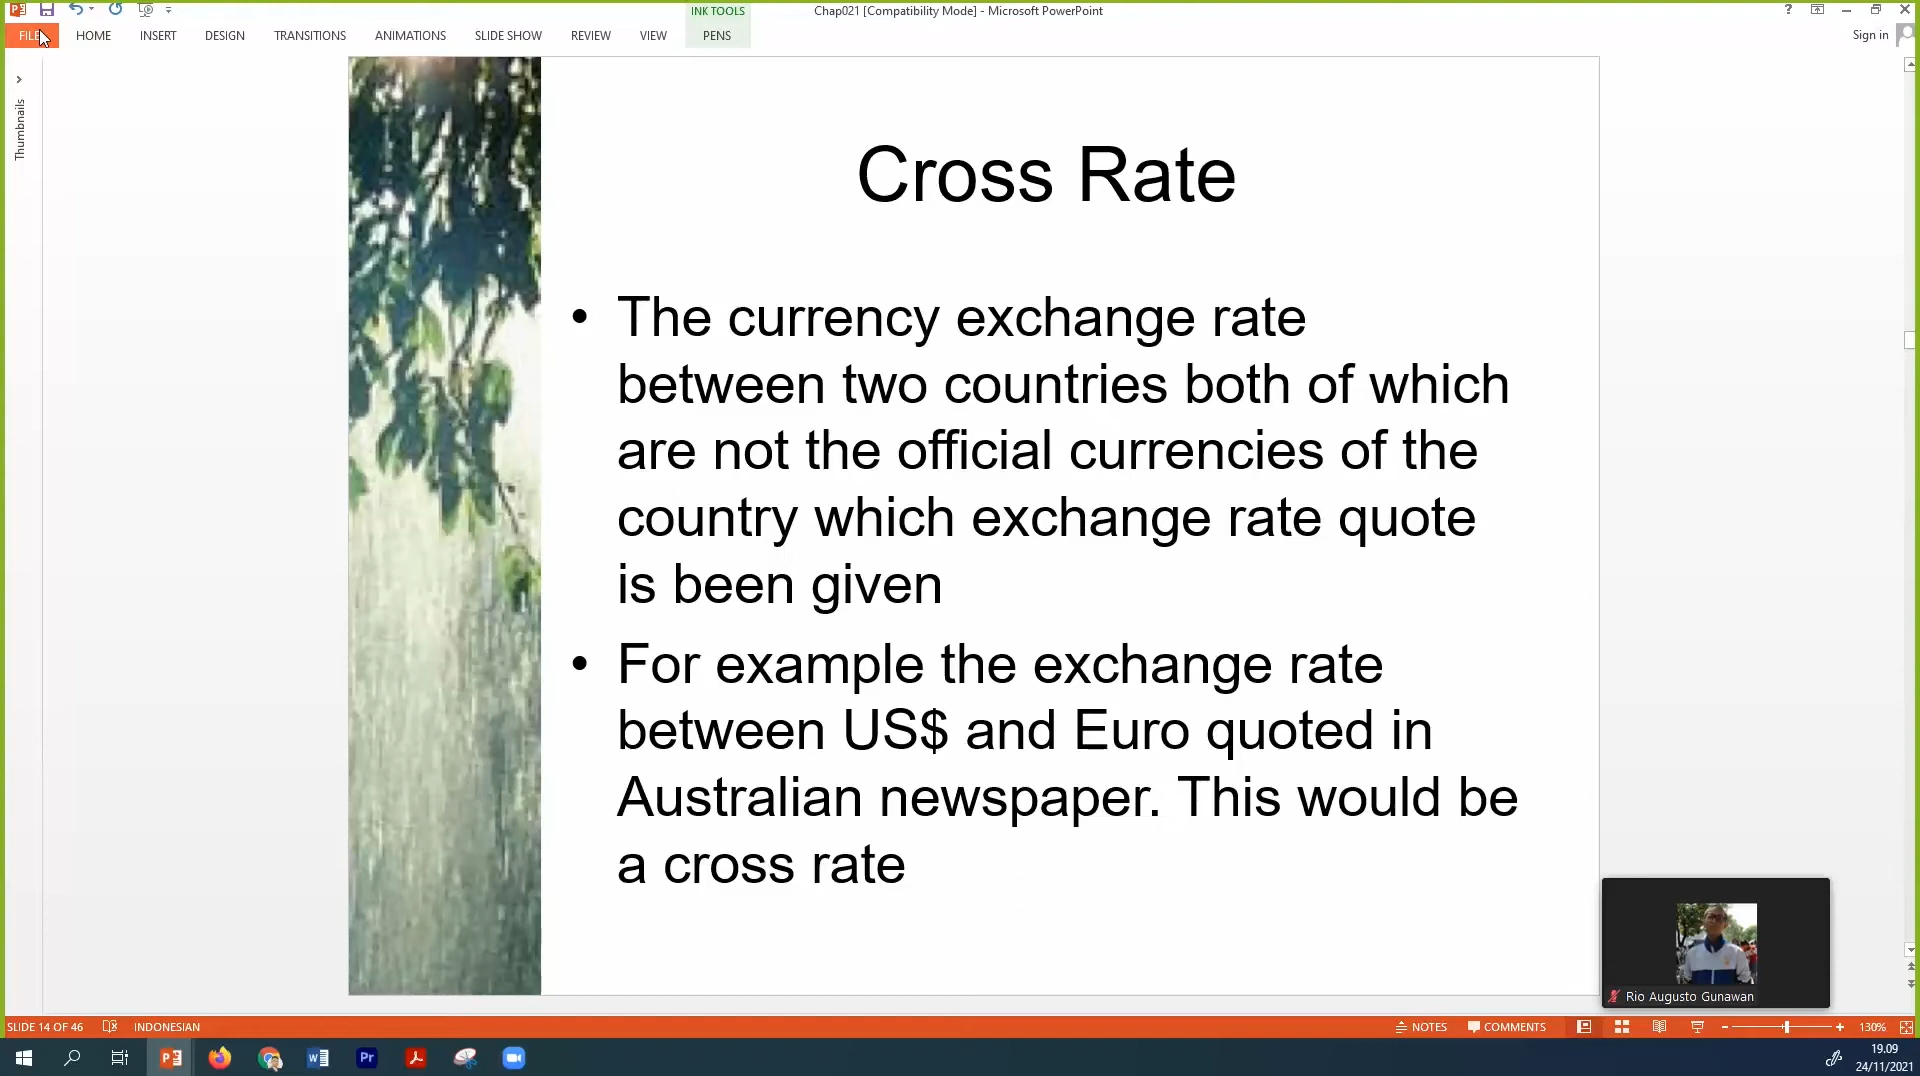 INK TOOLS
Chap021 [Compatibility Mode] - Microsoft PowerPoint
?
FILE
HOME
INSERT
DESIGN
TRANSITIONS
ANIMATIONS
SLIDE SHOW
REVIEW
VIEW
PENS
Sign in
Thumbnails
Cross Rate
• The currency exchange rate
between two countries both of which
are not the official currencies of the
country which exchange rate quote
is been given
• For example the exchange rate
between US$ and Euro quoted in
Australian newspaper. This would be
a cross rate
Rio Augusto Gunawan
SLIDE 14 OF 46
INDONESIAN
NOTES
COMMENTS
130%
Pr
19.09
24/11/2021